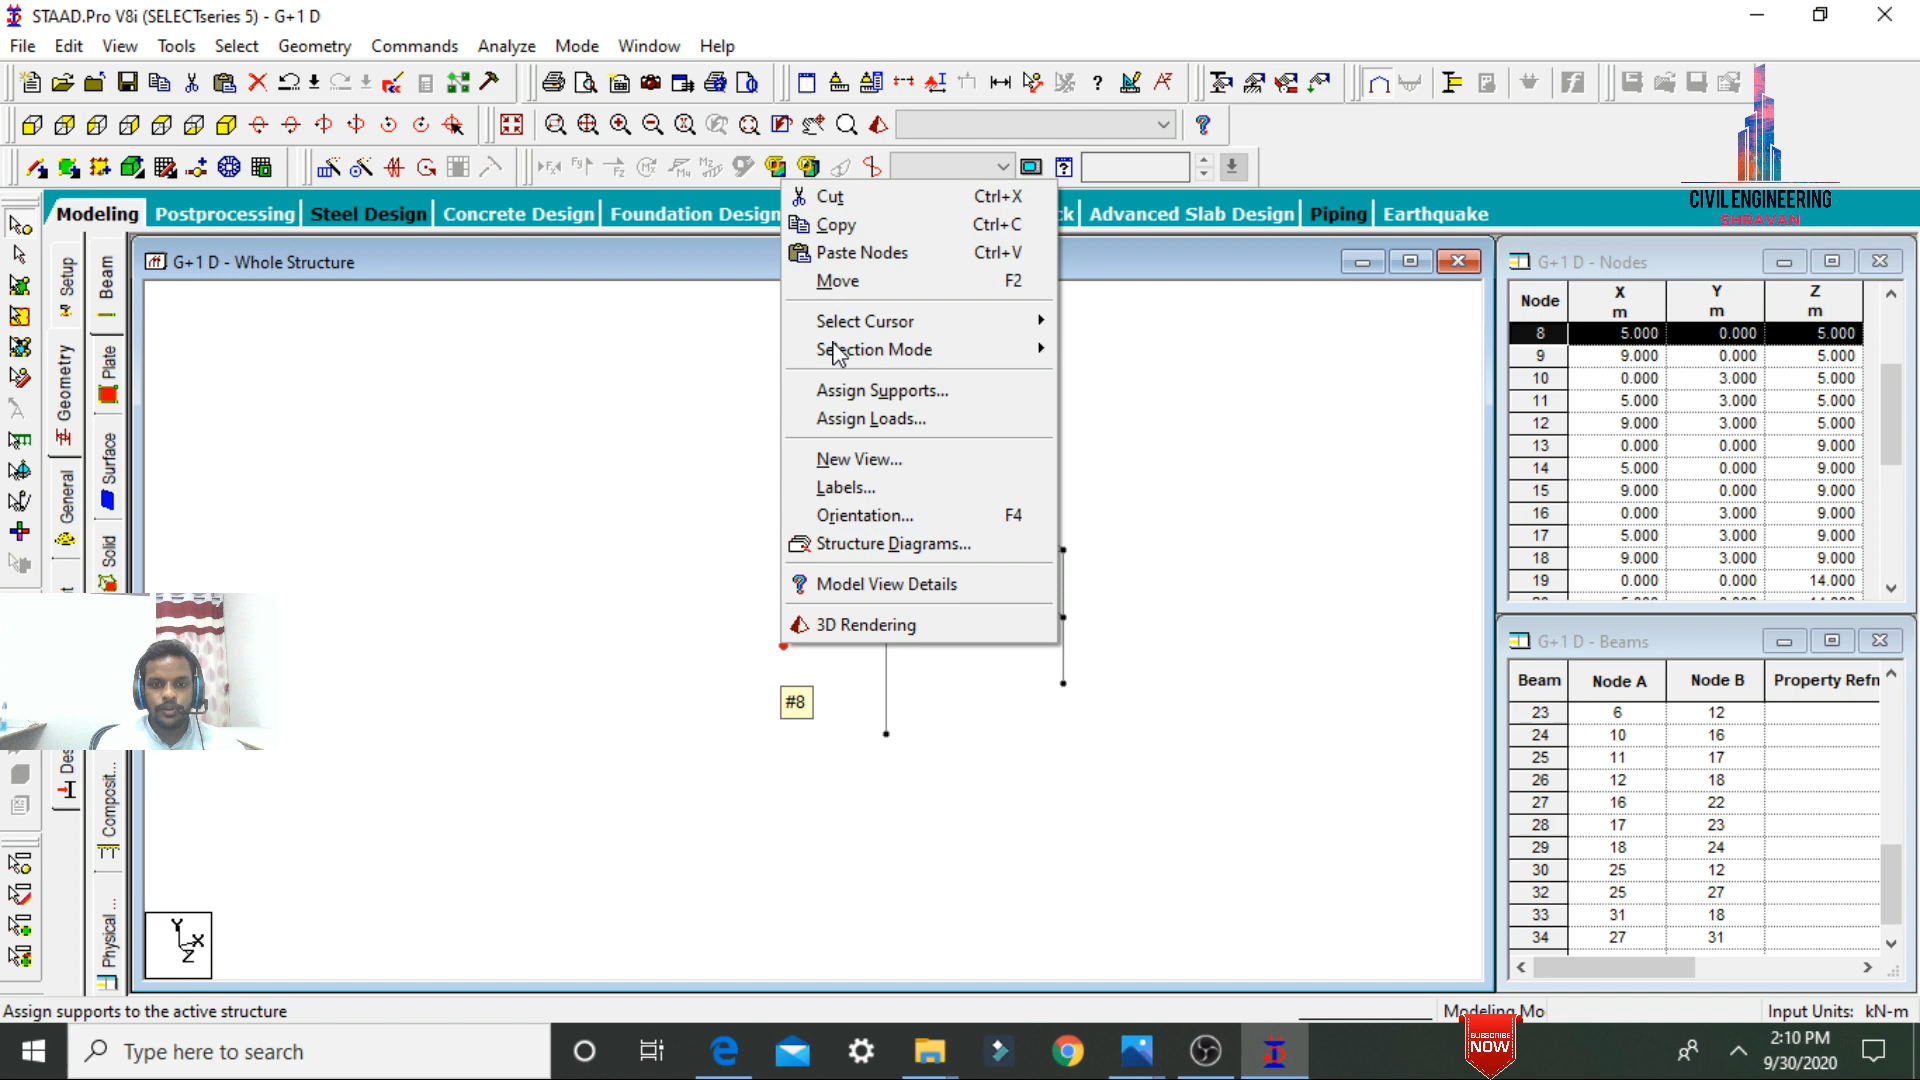 STAAD.Pro V8i (SELECTseries 5) - G+1 D
File Edit View Tools Select Geometry Commands Analyze Mode Window Help
Modeling Postprocessing Steel Design Concrete Design Foundation Design Advanced Slab Design Piping Earthquake
CIVIL ENGINEERING
SHRAVAN
Setup
Geometry
General
Beam
Plate
Surface
Solid
Composit...
Physical ...
G+1 D - Whole Structure
Cut Ctrl+X
Copy Ctrl+C
Paste Nodes Ctrl+V
Move F2
Select Cursor
Selection Mode
Assign Supports...
Assign Loads...
New View...
Labels...
Orientation... F4
Structure Diagrams...
Model View Details
3D Rendering
#8
Y
X
Z
G+1 D - Nodes
Node X m Y m Z m
8 5.000 0.000 5.000
9 9.000 0.000 5.000
10 0.000 3.000 5.000
11 5.000 3.000 5.000
12 9.000 3.000 5.000
13 0.000 0.000 9.000
14 5.000 0.000 9.000
15 9.000 0.000 9.000
16 0.000 3.000 9.000
17 5.000 3.000 9.000
18 9.000 3.000 9.000
19 0.000 0.000 14.000
G+1 D - Beams
Beam Node A Node B Property Refn
23 6 12
24 10 16
25 11 17
26 12 18
27 16 22
28 17 23
29 18 24
30 25 12
32 25 27
33 31 18
34 27 31
Assign supports to the active structure
Modeling Mo
Input Units: kN-m
Type here to search
SUBSCRIBE
NOW
2:10 PM
9/30/2020